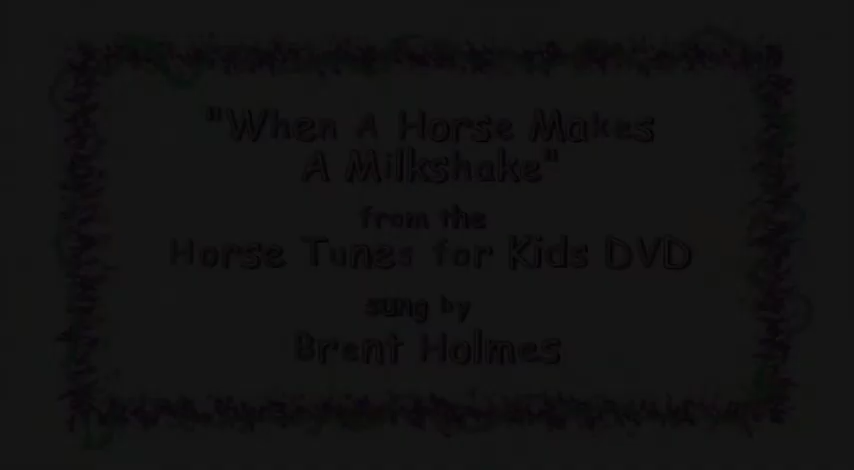 "When A Horse Makes
A Milkshake"
from the
Horse Tunes for Kids DVD
sung by
Brent Holmes